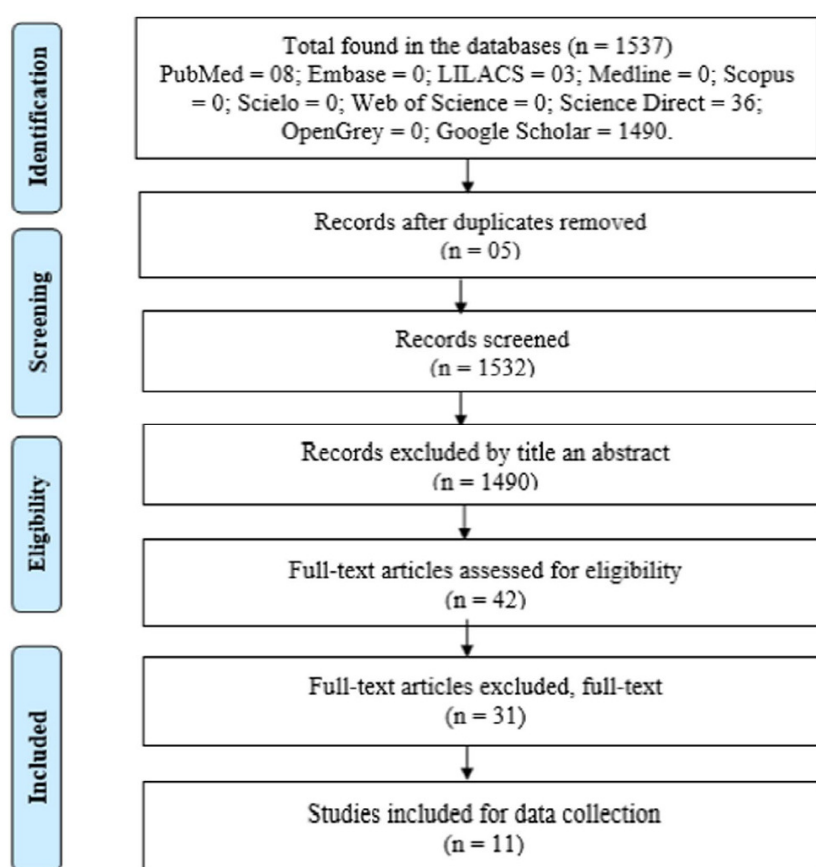 Identification
Total found in the databases (n = 1537)
PubMed = 08; Embase = 0; LILACS = 03; Medline = 0; Scopus
= 0; Scielo = 0; Web of Science = 0; Science Direct = 36;
OpenGrey = 0; Google Scholar = 1490.
Screening
Records after duplicates removed
(n = 05)
Records screened
(n = 1532)
Eligibility
Records excluded by title an abstract
(n = 1490)
Full-text articles assessed for eligibility
(n = 42)
Included
Full-text articles excluded, full-text
(n = 31)
Studies included for data collection
(n = 11)